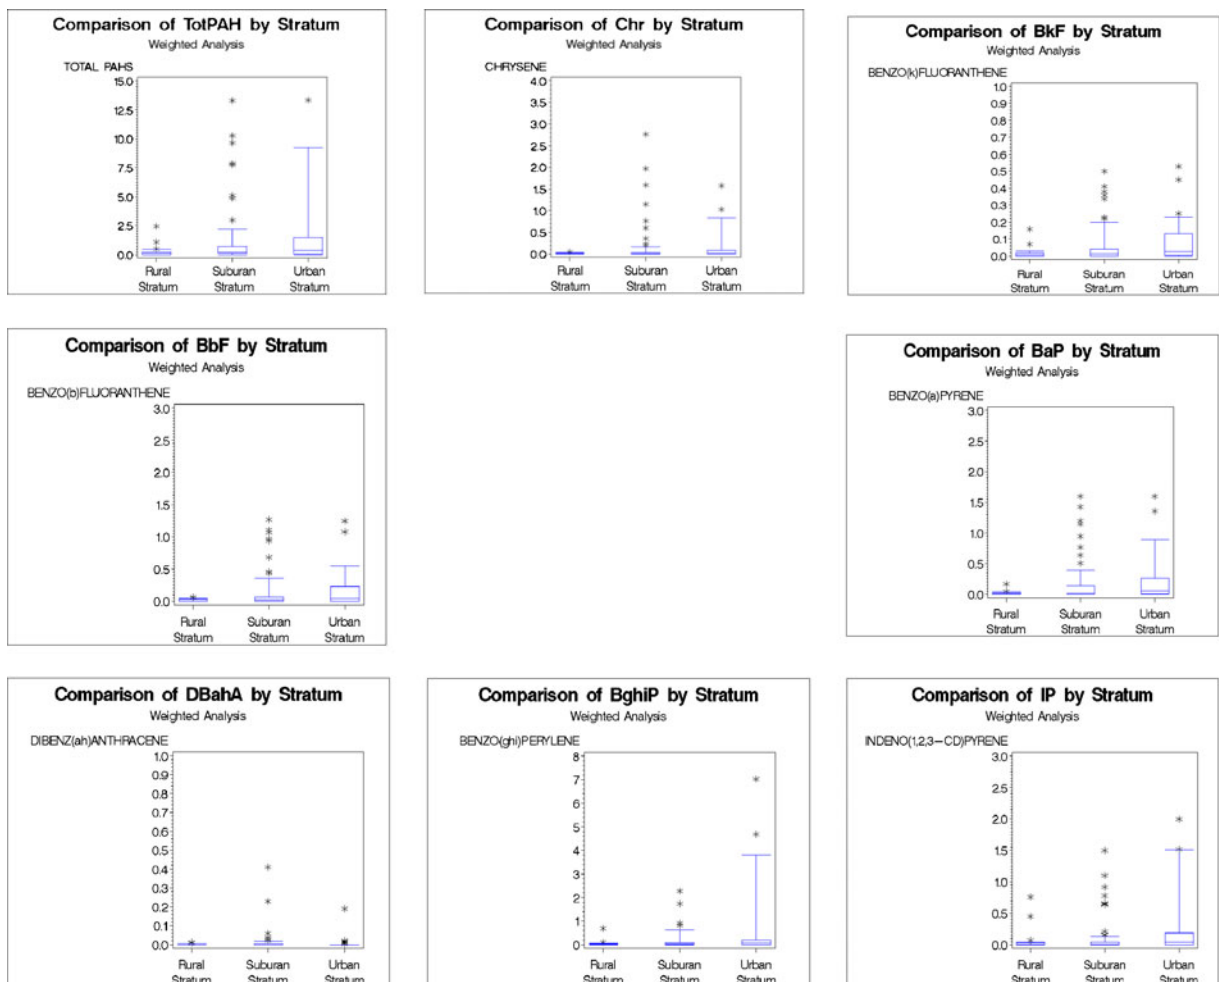 Comparison of TotPAH by Stratum
Weighted Analysis
TOTAL PAHS
15.0
12.5
10.0
7.5
5.0
2.5
0.0
Rural Suburan Urban
Stratum Stratum Stratum
Comparison of Chr by Stratum
Weighted Analysis
CHRYSENE
4.0
3.5
3.0
2.5
2.0
1.5
1.0
0.5
0.0
Rural Suburan Urban
Stratum Stratum Stratum
Comparison of BkF by Stratum
Weighted Analysis
BENZO(k)FLUORANTHENE
1.0
0.9
0.8
0.7
0.6
0.5
0.4
0.3
0.2
0.1
0.0
Rural Suburan Urban
Stratum Stratum Stratum
Comparison of BbF by Stratum
Weighted Analysis
BENZO(b)FLUORANTHENE
3.0
2.5
2.0
1.5
1.0
0.5
0.0
Rural Suburan Urban
Stratum Stratum Stratum
Comparison of BaP by Stratum
Weighted Analysis
BENZO(a)PYRENE
3.0
2.5
2.0
1.5
1.0
0.5
0.0
Rural Suburan Urban
Stratum Stratum Stratum
Comparison of DBahA by Stratum
Weighted Analysis
DIBENZ(ah)ANTHRACENE
1.0
0.9
0.8
0.7
0.6
0.5
0.4
0.3
0.2
0.1
0.0
Rural Suburan Urban
Stratum Stratum Stratum
Comparison of BghiP by Stratum
Weighted Analysis
BENZO(ghi)PERYLENE
8
7
6
5
4
3
2
1
0
Rural Suburan Urban
Stratum Stratum Stratum
Comparison of IP by Stratum
Weighted Analysis
INDENO(1,2,3-CD)PYRENE
3.0
2.5
2.0
1.5
1.0
0.5
0.0
Rural Suburan Urban
Stratum Stratum Stratum